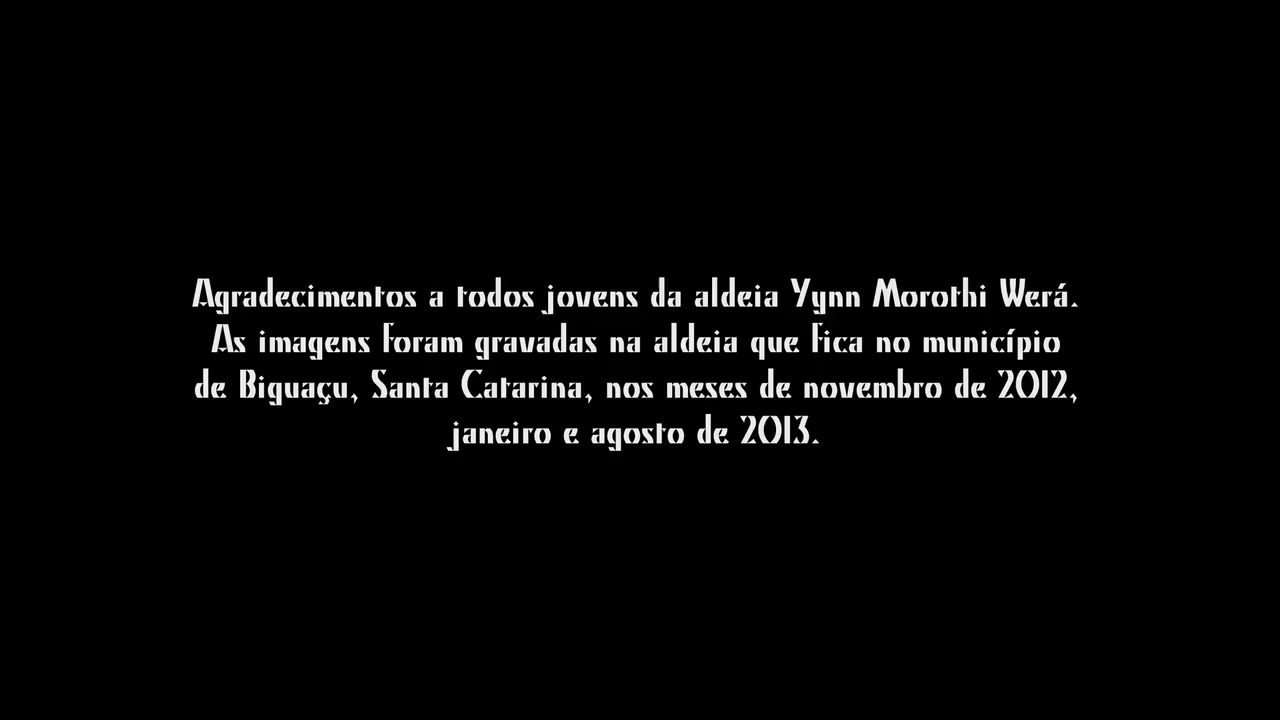 Agradecimentos a todos jovens da aldeia Yynn Morothi Werá.
As imagens foram gravadas na aldeia que fica no município
de Biguaçu, Santa Catarina, nos meses de novembro de 2012,
janeiro e agosto de 2013.